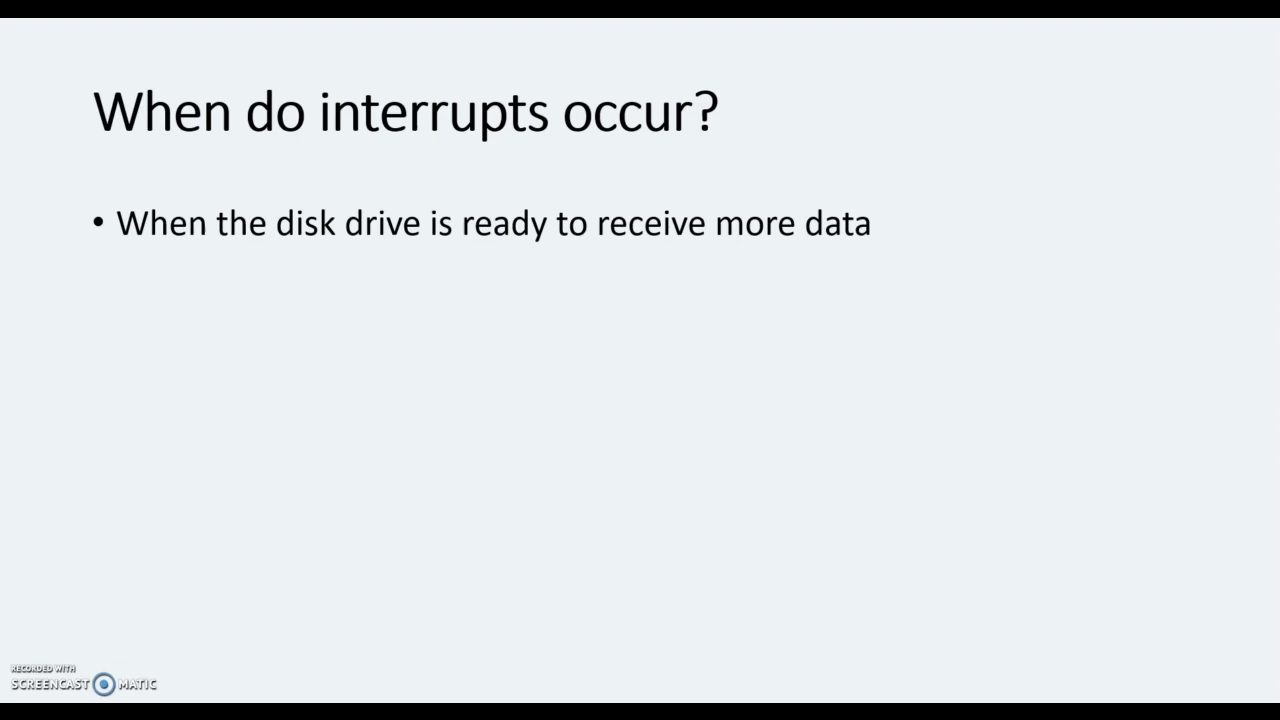 When do interrupts occur?
• When the disk drive is ready to receive more data
RECORDED WITH
SCREENCAST MATIC